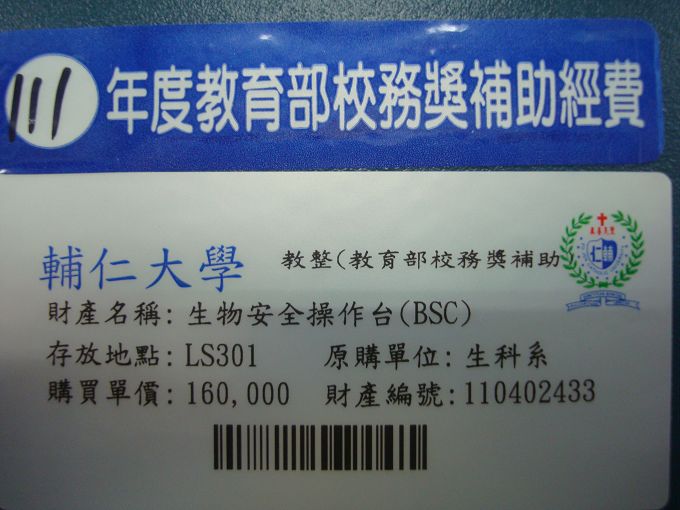 111 年度教育部校務獎補助經費
輔仁大學 教整(教育部校務獎補助
財產名稱: 生物安全操作台(BSC)
存放地點: LS301 原購單位: 生科系
購買單價: 160,000 財產編號: 110402433